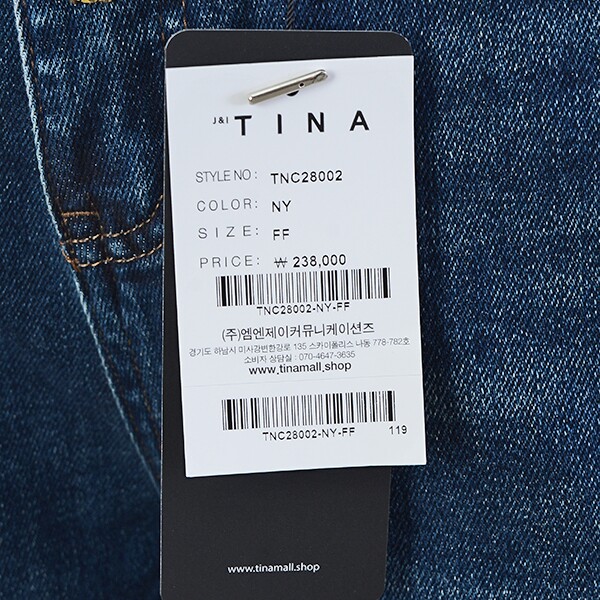 J&I TINA
STYLE NO: TNC28002
COLOR: NY
SIZE: FF
PRICE: ₩ 238,000
TNC28002-NY-FF
(주)엠엔제이커뮤니케이션즈
경기도 하남시 미사강변한강로 135 스카이폴리스 나동 778-782호
소비자 상담실 : 070-4647-3635
www.tinamall.shop
TNC28002-NY-FF
119
www.tinamall.shop